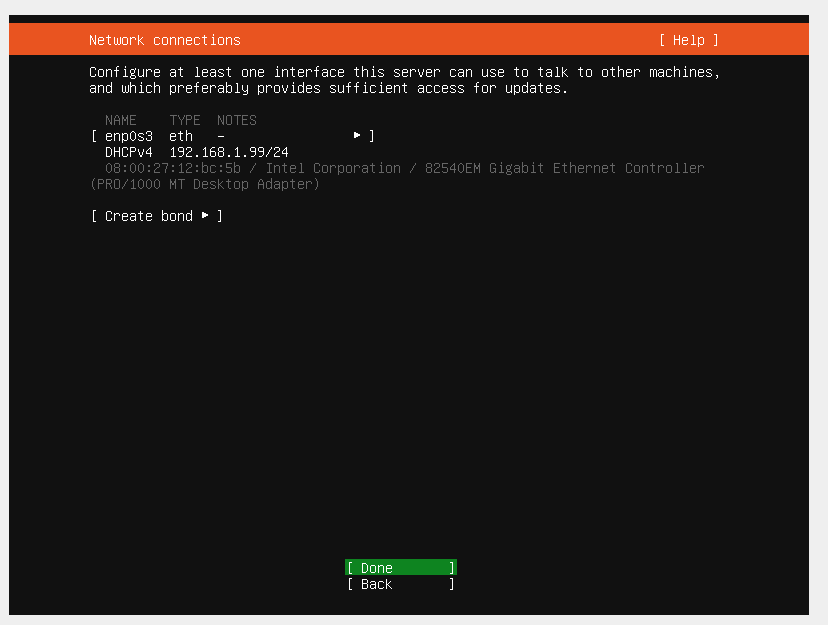 Network connections [ Help ]
Configure at least one interface this server can use to talk to other machines,
and which preferably provides sufficient access for updates.
NAME TYPE NOTES
[ enp0s3 eth – ▸ ]
DHCPv4 192.168.1.99/24
08:00:27:12:bc:5b / Intel Corporation / 82540EM Gigabit Ethernet Controller
(PRO/1000 MT Desktop Adapter)
[ Create bond ▸ ]
[ Done ]
[ Back ]